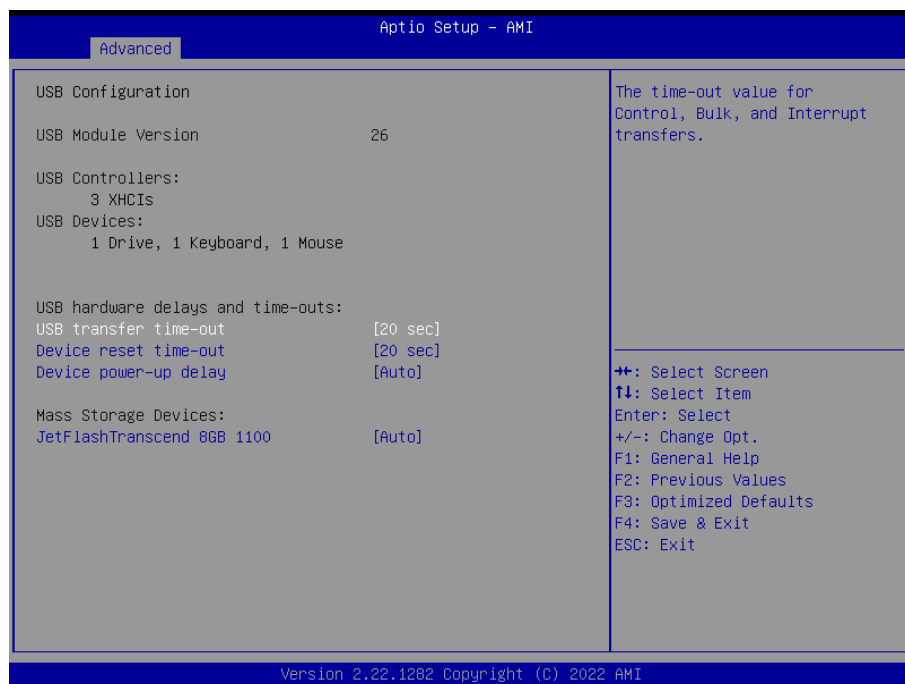 Aptio Setup – AMI
Advanced
USB Configuration
USB Module Version 26
USB Controllers:
3 XHCIs
USB Devices:
1 Drive, 1 Keyboard, 1 Mouse
USB hardware delays and time-outs:
USB transfer time-out [20 sec]
Device reset time-out [20 sec]
Device power-up delay [Auto]
Mass Storage Devices:
JetFlashTranscend 8GB 1100 [Auto]
The time-out value for
Control, Bulk, and Interrupt
transfers.
→←: Select Screen
↑↓: Select Item
Enter: Select
+/-: Change Opt.
F1: General Help
F2: Previous Values
F3: Optimized Defaults
F4: Save & Exit
ESC: Exit
Version 2.22.1282 Copyright (C) 2022 AMI